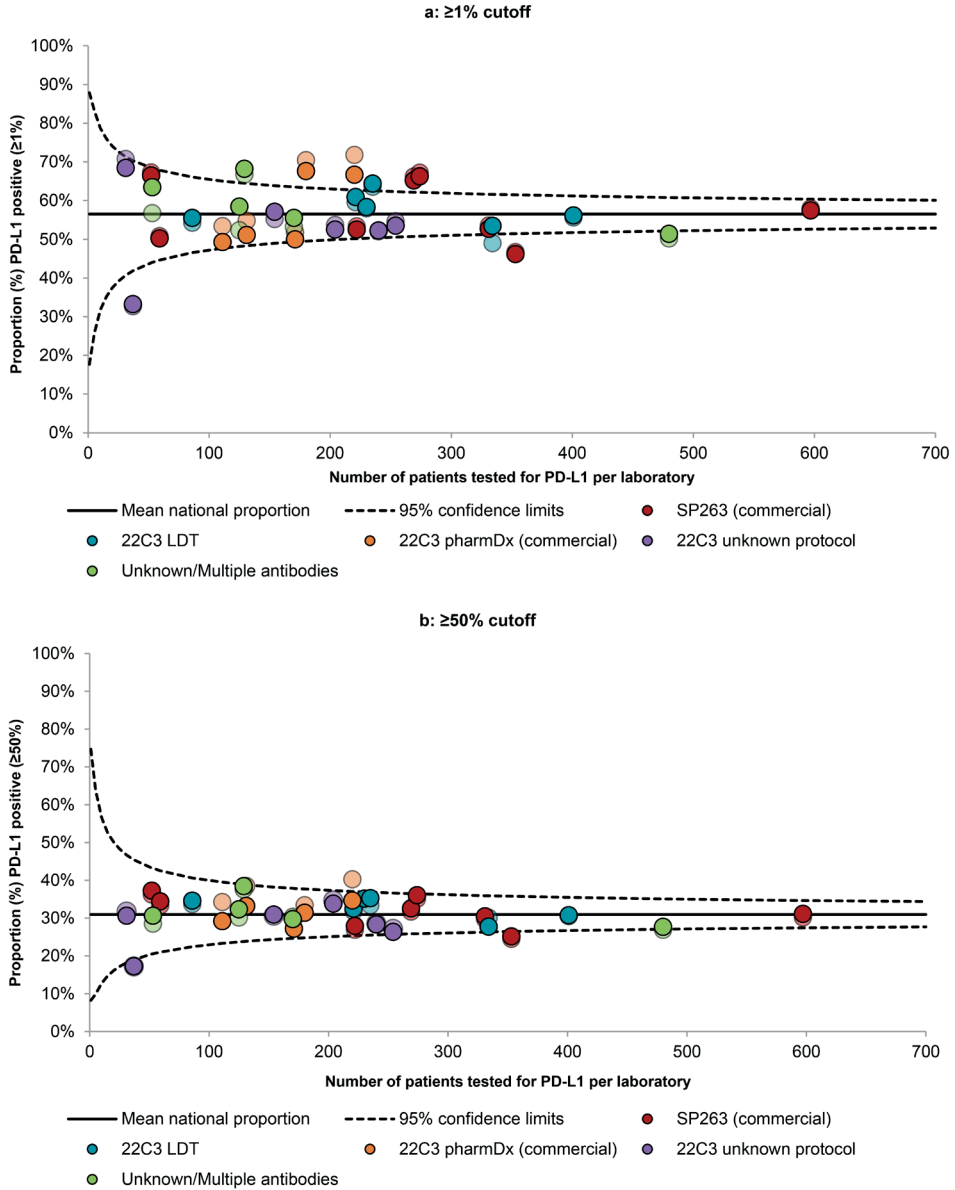 a: ≥1% cutoff
100%
90%
80%
70%
60%
50%
40%
30%
20%
10%
0%
Proportion (%) PD-L1 positive (≥1%)
0 100 200 300 400 500 600 700
Number of patients tested for PD-L1 per laboratory
Mean national proportion 95% confidence limits SP263 (commercial)
22C3 LDT 22C3 pharmDx (commercial) 22C3 unknown protocol
Unknown/Multiple antibodies
b: ≥50% cutoff
100%
90%
80%
70%
60%
50%
40%
30%
20%
10%
0%
Proportion (%) PD-L1 positive (≥50%)
0 100 200 300 400 500 600 700
Number of patients tested for PD-L1 per laboratory
Mean national proportion 95% confidence limits SP263 (commercial)
22C3 LDT 22C3 pharmDx (commercial) 22C3 unknown protocol
Unknown/Multiple antibodies